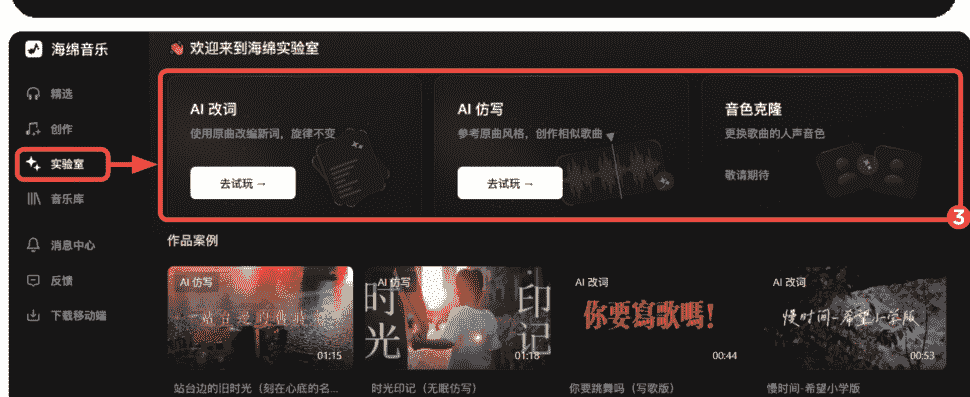 海绵音乐
精选
创作
实验室
音乐库
消息中心
反馈
下载移动端
欢迎来到海绵实验室
AI 改词
使用原曲改编新词，旋律不变
去试玩 →
AI 仿写
参考原曲风格，创作相似歌曲
去试玩 →
音色克隆
更换歌曲的人声音色
敬请期待
3
作品案例
AI 仿写
站台边的旧时光
01:15
站台边的旧时光（刻在心底的名...
AI 仿写
时光
印记
01:18
时光印记（无眠仿写）
AI 改词
你要寫歌嗎!
00:44
你要跳舞吗（写歌版）
AI 改词
慢时间-希望小学版
00:53
慢时间-希望小学版